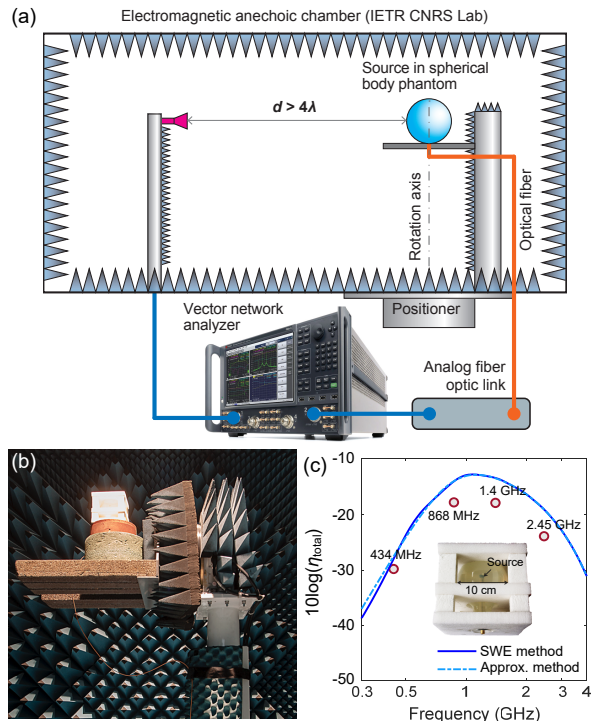 (a)
Electromagnetic anechoic chamber (IETR CNRS Lab)
Source in spherical
body phantom
d > 4λ
Rotation axis
Optical fiber
Positioner
Vector network
analyzer
Analog fiber
optic link
(b)
(c)
-10
-20
-30
-40
-50
10log(ηtotal)
434 MHz
868 MHz
1.4 GHz
2.45 GHz
Source
10 cm
SWE method
Approx. method
0.3
0.5
1
2
3
4
Frequency (GHz)